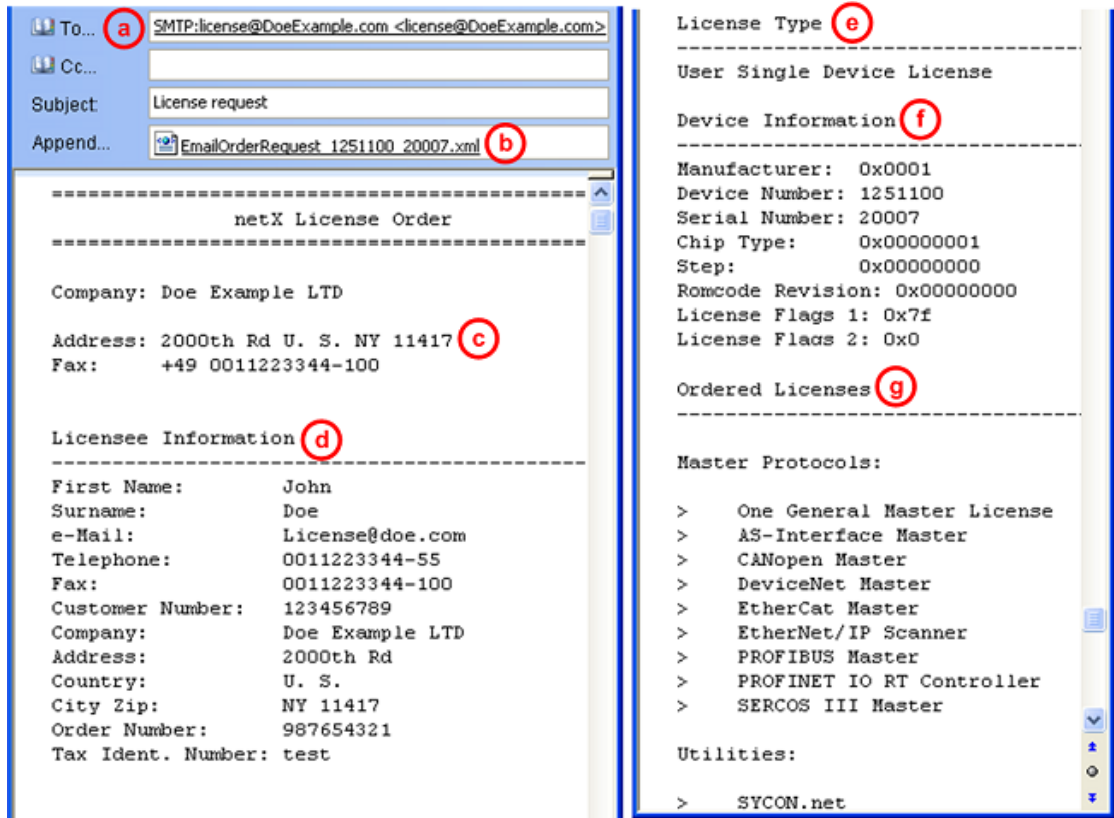 To... a SMTP:license@DoeExample.com <license@DoeExample.com>
Cc...
Subject: License request
Append... EmailOrderRequest_1251100_20007.xml b
================================================
netX License Order
================================================
Company: Doe Example LTD
Address: 2000th Rd U. S. NY 11417 c
Fax: +49 0011223344-100
Licensee Information d
------------------------------------------------
First Name: John
Surname: Doe
e-Mail: License@doe.com
Telephone: 0011223344-55
Fax: 0011223344-100
Customer Number: 123456789
Company: Doe Example LTD
Address: 2000th Rd
Country: U. S.
City Zip: NY 11417
Order Number: 987654321
Tax Ident. Number: test
License Type e
------------------------------------
User Single Device License
Device Information f
------------------------------------
Manufacturer: 0x0001
Device Number: 1251100
Serial Number: 20007
Chip Type: 0x00000001
Step: 0x00000000
Romcode Revision: 0x00000000
License Flags 1: 0x7f
License Flags 2: 0x0
Ordered Licenses g
------------------------------------
Master Protocols:
> One General Master License
> AS-Interface Master
> CANopen Master
> DeviceNet Master
> EtherCat Master
> EtherNet/IP Scanner
> PROFIBUS Master
> PROFINET IO RT Controller
> SERCOS III Master
Utilities:
> SYCON.net